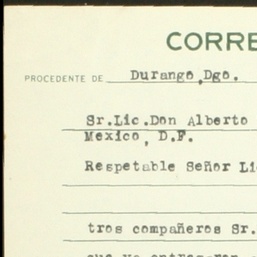 CORRE
PROCEDENTE DE Durango,Dgo.
Sr.Lic.Don Alberto
Mexico, D.F.
Respetable Señor Li
tros compañeros Sr.